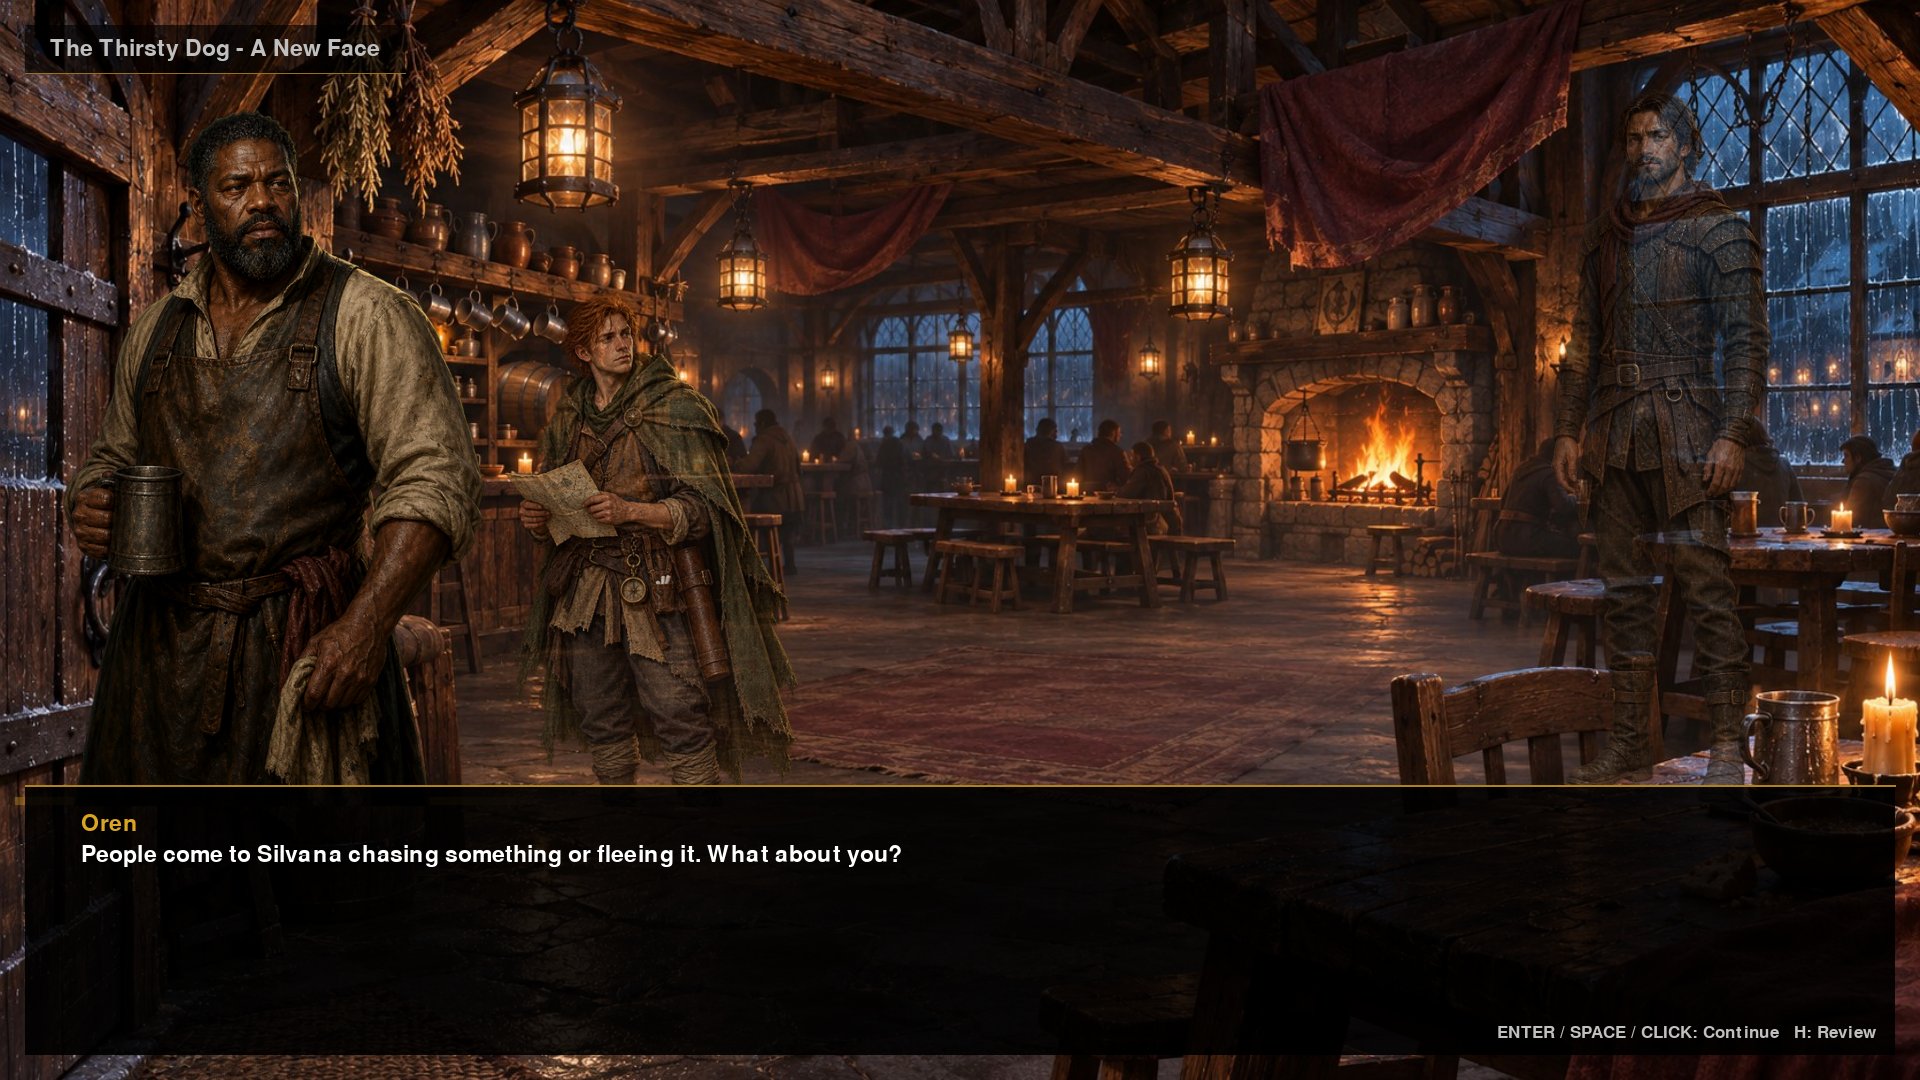 The Thirsty Dog - A New Face
Oren
People come to Silvana chasing something or fleeing it. What about you?
ENTER / SPACE / CLICK: Continue H: Review